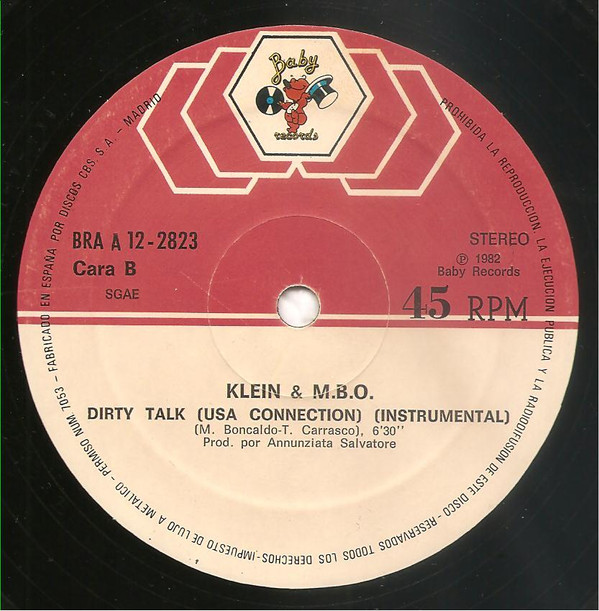 Baby
records
BRA A 12-2823
Cara B
SGAE
STEREO
℗ 1982
Baby Records
45 RPM
KLEIN & M.B.O.
DIRTY TALK (USA CONNECTION) (INSTRUMENTAL)
(M. Boncaldo-T. Carrasco), 6'30''
Prod. por Annunziata Salvatore
PERMISO NUM. 7053 - FABRICADO EN ESPAÑA POR DISCOS CBS, S. A. - MADRID
PROHIBIDA LA REPRODUCCION, LA EJECUCION PUBLICA Y LA RADIODIFUSION DE ESTE DISCO - RESERVADOS TODOS LOS DERECHOS-IMPUESTO DE LUJO A METALICO -